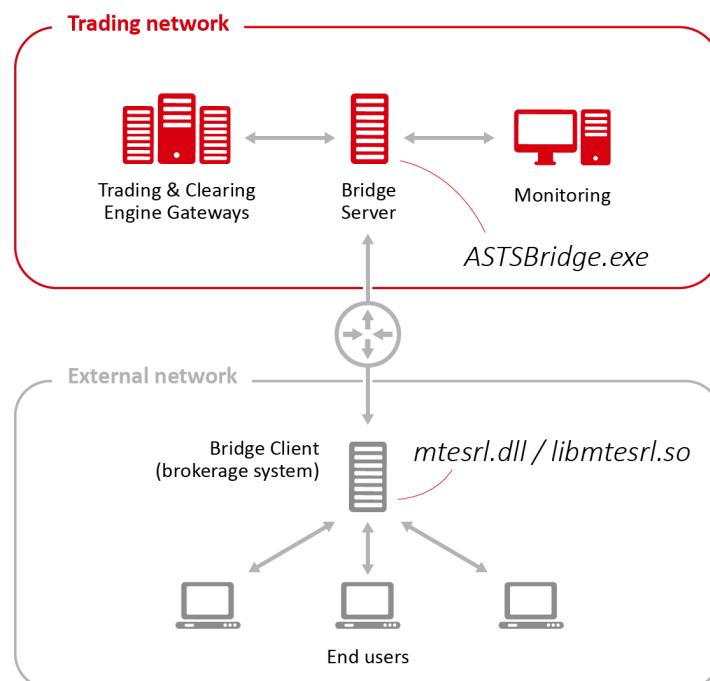 Trading network
Trading & Clearing
Engine Gateways
Bridge
Server
Monitoring
ASTSBridge.exe
External network
Bridge Client
(brokerage system)
mtesrl.dll / libmtesrl.so
End users